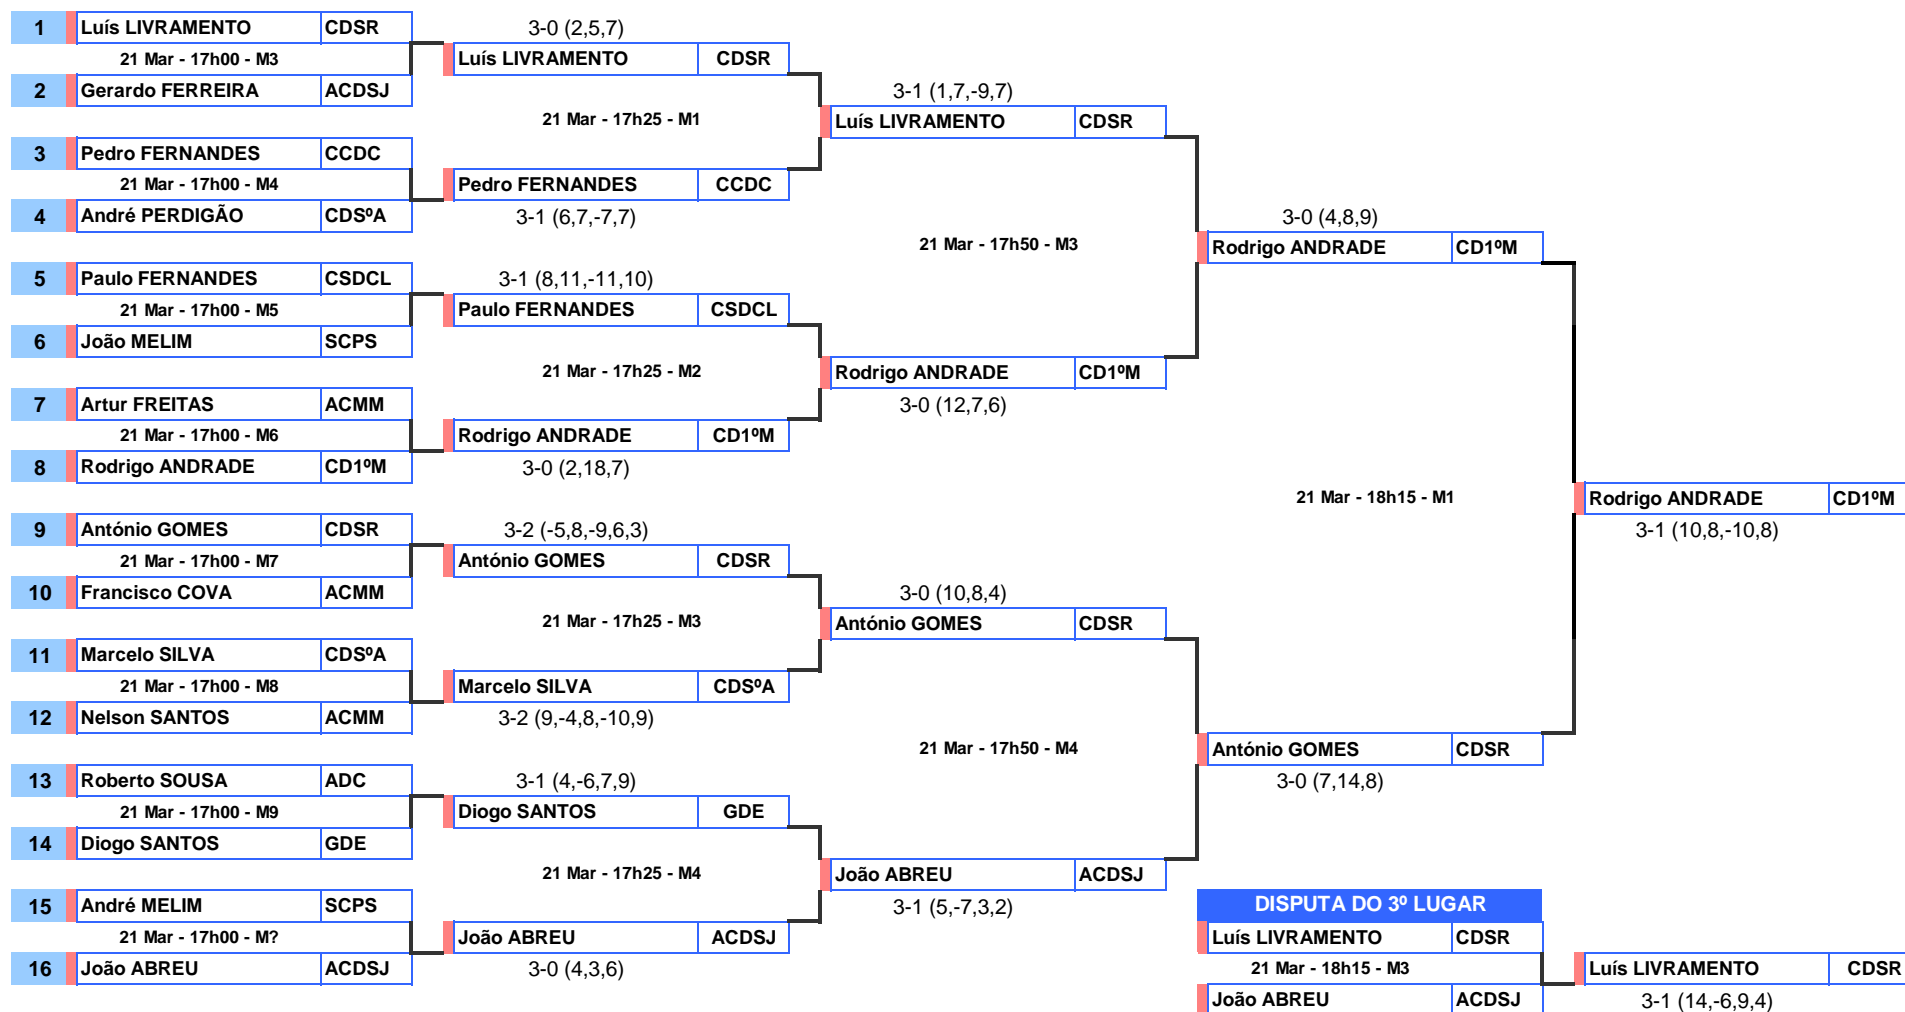 1 Luís LIVRAMENTO CDSR 3-0 (2,5,7)
21 Mar - 17h00 - M3 Luís LIVRAMENTO CDSR
2 Gerardo FERREIRA ACDSJ 3-1 (1,7,-9,7)
21 Mar - 17h25 - M1 Luís LIVRAMENTO CDSR
3 Pedro FERNANDES CCDC
21 Mar - 17h00 - M4 Pedro FERNANDES CCDC
4 André PERDIGÃO CDSºA 3-1 (6,7,-7,7) 3-0 (4,8,9)
21 Mar - 17h50 - M3 Rodrigo ANDRADE CD1ºM
5 Paulo FERNANDES CSDCL 3-1 (8,11,-11,10)
21 Mar - 17h00 - M5 Paulo FERNANDES CSDCL
6 João MELIM SCPS
21 Mar - 17h25 - M2 Rodrigo ANDRADE CD1ºM
7 Artur FREITAS ACMM 3-0 (12,7,6)
21 Mar - 17h00 - M6 Rodrigo ANDRADE CD1ºM
8 Rodrigo ANDRADE CD1ºM 3-0 (2,18,7)
21 Mar - 18h15 - M1 Rodrigo ANDRADE CD1ºM
9 António GOMES CDSR 3-2 (-5,8,-9,6,3) 3-1 (10,8,-10,8)
21 Mar - 17h00 - M7 António GOMES CDSR
10 Francisco COVA ACMM 3-0 (10,8,4)
21 Mar - 17h25 - M3 António GOMES CDSR
11 Marcelo SILVA CDSºA
21 Mar - 17h00 - M8 Marcelo SILVA CDSºA
12 Nelson SANTOS ACMM 3-2 (9,-4,8,-10,9)
21 Mar - 17h50 - M4 António GOMES CDSR
13 Roberto SOUSA ADC 3-1 (4,-6,7,9) 3-0 (7,14,8)
21 Mar - 17h00 - M9 Diogo SANTOS GDE
14 Diogo SANTOS GDE
21 Mar - 17h25 - M4 João ABREU ACDSJ
15 André MELIM SCPS 3-1 (5,-7,3,2) DISPUTA DO 3º LUGAR
21 Mar - 17h00 - M? João ABREU ACDSJ Luís LIVRAMENTO CDSR
16 João ABREU ACDSJ 3-0 (4,3,6) 21 Mar - 18h15 - M3 Luís LIVRAMENTO CDSR
João ABREU ACDSJ 3-1 (14,-6,9,4)